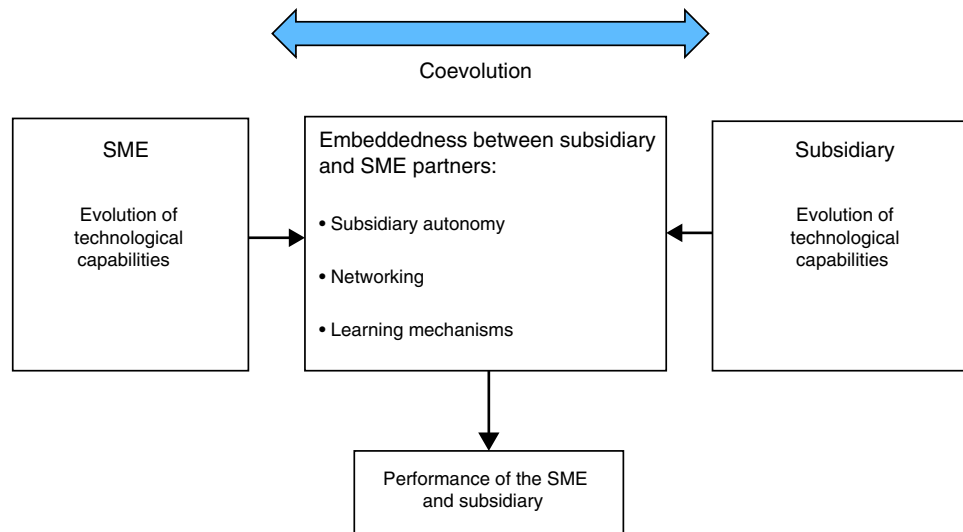 Coevolution
SME
Evolution of
technological
capabilities
Embeddedness between subsidiary
and SME partners:
• Subsidiary autonomy
• Networking
• Learning mechanisms
Subsidiary
Evolution of
technological
capabilities
Performance of the SME
and subsidiary